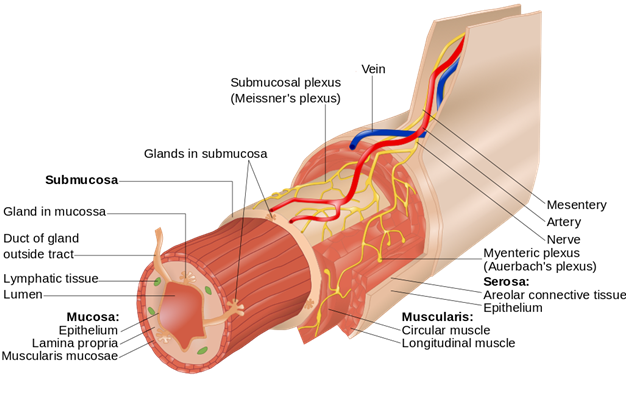 Vein
Submucosal plexus
(Meissner's plexus)
Glands in submucosa
Submucosa
Gland in mucossa
Duct of gland
outside tract
Lymphatic tissue
Lumen
Mucosa:
Epithelium
Lamina propria
Muscularis mucosae
Mesentery
Artery
Nerve
Myenteric plexus
(Auerbach's plexus)
Serosa:
Areolar connective tissue
Epithelium
Muscularis:
Circular muscle
Longitudinal muscle